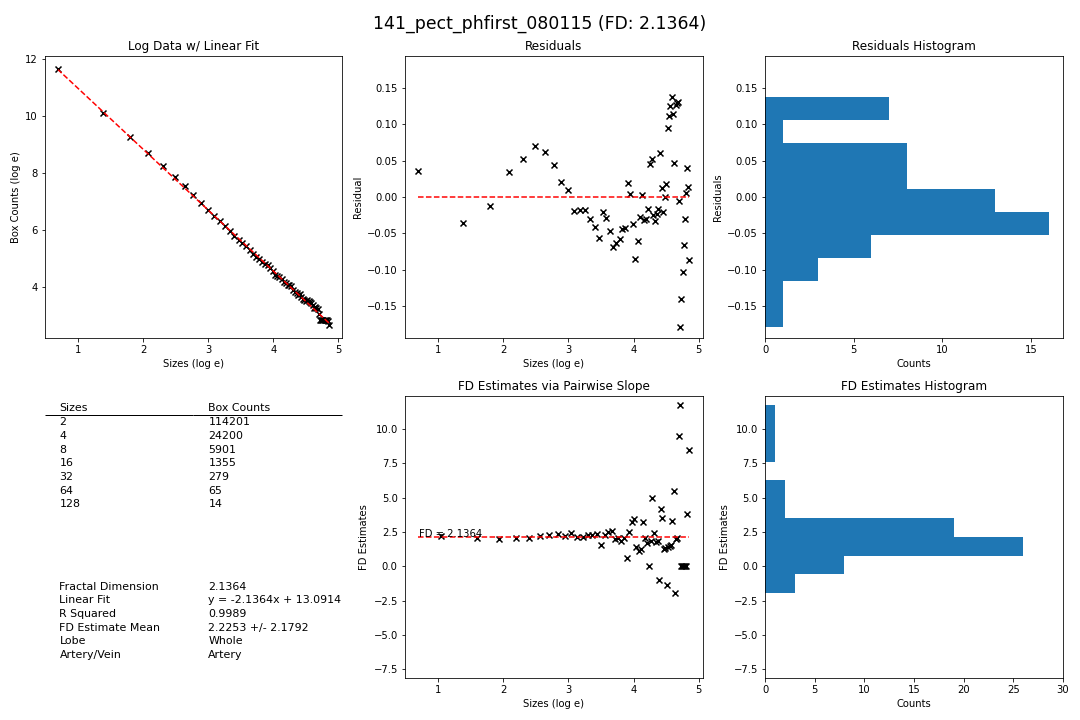 141_pect_phfirst_080115 (FD: 2.1364)
Log Data w/ Linear Fit
Box Counts (log e)
12
10
8
6
4
1 2 3 4 5
Sizes (log e)
Residuals
Residual
0.15
0.10
0.05
0.00
−0.05
−0.10
−0.15
1 2 3 4 5
Sizes (log e)
Residuals Histogram
Residuals
0.15
0.10
0.05
0.00
−0.05
−0.10
−0.15
0 5 10 15
Counts
Sizes Box Counts
2 114201
4 24200
8 5901
16 1355
32 279
64 65
128 14
Fractal Dimension 2.1364
Linear Fit y = -2.1364x + 13.0914
R Squared 0.9989
FD Estimate Mean 2.2253 +/- 2.1792
Lobe Whole
Artery/Vein Artery
FD Estimates via Pairwise Slope
FD Estimates
10.0
7.5
5.0
2.5
0.0
−2.5
−5.0
−7.5
FD = 2.1364
1 2 3 4 5
Sizes (log e)
FD Estimates Histogram
FD Estimates
10.0
7.5
5.0
2.5
0.0
−2.5
−5.0
−7.5
0 5 10 15 20 25 30
Counts